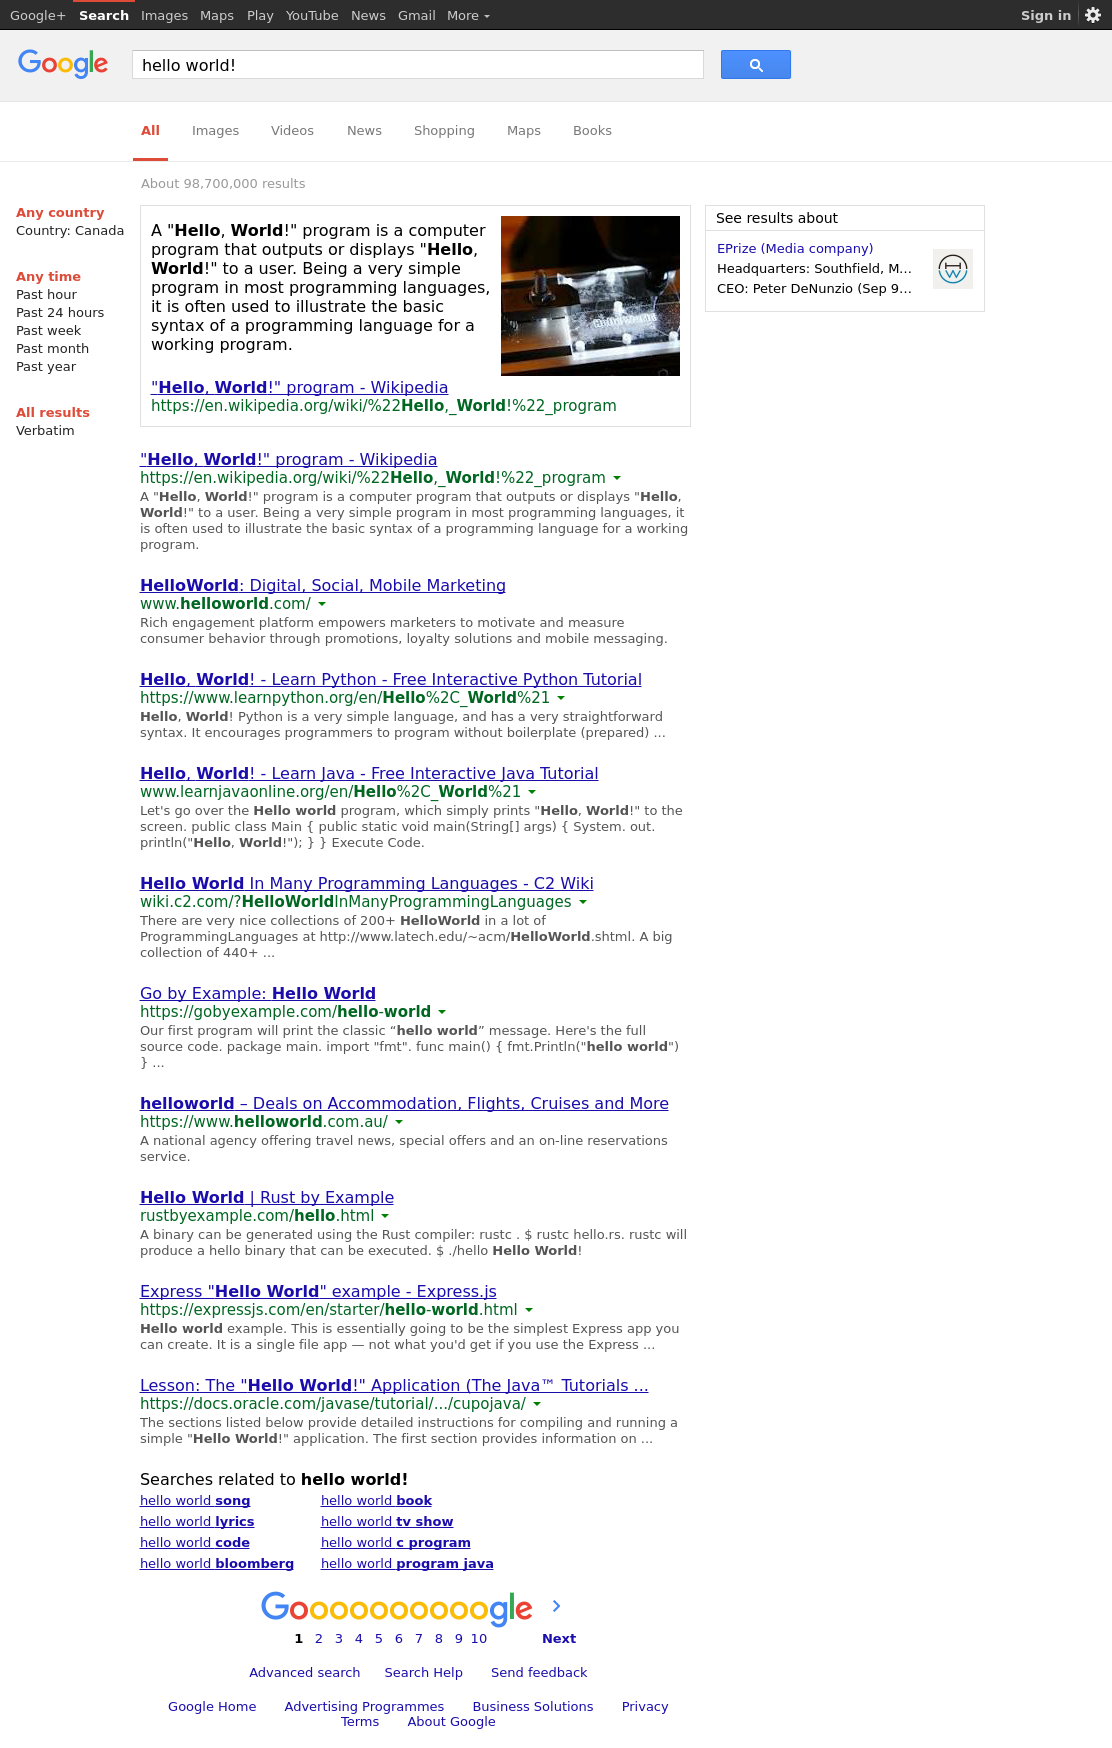 Google+ Search Images Maps Play YouTube News Gmail More Sign in
Google hello world!
All Images Videos News Shopping Maps Books
About 98,700,000 results
Any country
Country: Canada
Any time
Past hour
Past 24 hours
Past week
Past month
Past year
All results
Verbatim
A "Hello, World!" program is a computer
program that outputs or displays "Hello,
World!" to a user. Being a very simple
program in most programming languages,
it is often used to illustrate the basic
syntax of a programming language for a
working program.
"Hello, World!" program - Wikipedia
https://en.wikipedia.org/wiki/%22Hello,_World!%22_program
See results about
EPrize (Media company)
Headquarters: Southfield, M...
CEO: Peter DeNunzio (Sep 9...
"Hello, World!" program - Wikipedia
https://en.wikipedia.org/wiki/%22Hello,_World!%22_program
A "Hello, World!" program is a computer program that outputs or displays "Hello,
World!" to a user. Being a very simple program in most programming languages, it
is often used to illustrate the basic syntax of a programming language for a working
program.
HelloWorld: Digital, Social, Mobile Marketing
www.helloworld.com/
Rich engagement platform empowers marketers to motivate and measure
consumer behavior through promotions, loyalty solutions and mobile messaging.
Hello, World! - Learn Python - Free Interactive Python Tutorial
https://www.learnpython.org/en/Hello%2C_World%21
Hello, World! Python is a very simple language, and has a very straightforward
syntax. It encourages programmers to program without boilerplate (prepared) ...
Hello, World! - Learn Java - Free Interactive Java Tutorial
www.learnjavaonline.org/en/Hello%2C_World%21
Let's go over the Hello world program, which simply prints "Hello, World!" to the
screen. public class Main { public static void main(String[] args) { System. out.
println("Hello, World!"); } } Execute Code.
Hello World In Many Programming Languages - C2 Wiki
wiki.c2.com/?HelloWorldInManyProgrammingLanguages
There are very nice collections of 200+ HelloWorld in a lot of
ProgrammingLanguages at http://www.latech.edu/~acm/HelloWorld.shtml. A big
collection of 440+ ...
Go by Example: Hello World
https://gobyexample.com/hello-world
Our first program will print the classic “hello world” message. Here's the full
source code. package main. import "fmt". func main() { fmt.Println("hello world")
} ...
helloworld – Deals on Accommodation, Flights, Cruises and More
https://www.helloworld.com.au/
A national agency offering travel news, special offers and an on-line reservations
service.
Hello World | Rust by Example
rustbyexample.com/hello.html
A binary can be generated using the Rust compiler: rustc . $ rustc hello.rs. rustc will
produce a hello binary that can be executed. $ ./hello Hello World!
Express "Hello World" example - Express.js
https://expressjs.com/en/starter/hello-world.html
Hello world example. This is essentially going to be the simplest Express app you
can create. It is a single file app — not what you'd get if you use the Express ...
Lesson: The "Hello World!" Application (The Java™ Tutorials ...
https://docs.oracle.com/javase/tutorial/.../cupojava/
The sections listed below provide detailed instructions for compiling and running a
simple "Hello World!" application. The first section provides information on ...
Searches related to hello world!
hello world song hello world book
hello world lyrics hello world tv show
hello world code hello world c program
hello world bloomberg hello world program java
Goooooooooogle
1 2 3 4 5 6 7 8 9 10 Next
Advanced search Search Help Send feedback
Google Home Advertising Programmes Business Solutions Privacy
Terms About Google